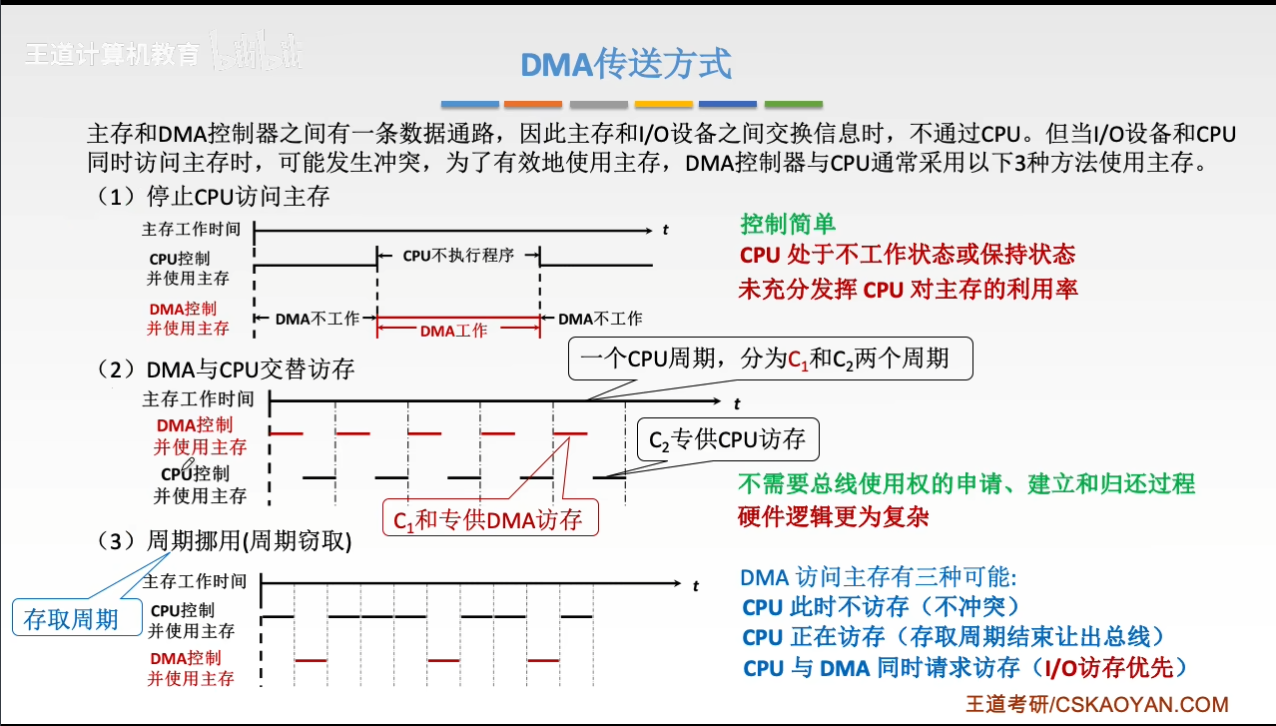 王道计算机教育 bilibili
DMA传送方式
主存和DMA控制器之间有一条数据通路，因此主存和I/O设备之间交换信息时，不通过CPU。但当I/O设备和CPU
同时访问主存时，可能发生冲突，为了有效地使用主存，DMA控制器与CPU通常采用以下3种方法使用主存。
（1）停止CPU访问主存
主存工作时间
t
控制简单
CPU控制
并使用主存
CPU不执行程序
CPU 处于不工作状态或保持状态
未充分发挥 CPU 对主存的利用率
DMA控制
并使用主存
DMA不工作
DMA工作
DMA不工作
（2）DMA与CPU交替访存
一个CPU周期，分为C1和C2两个周期
主存工作时间
t
DMA控制
并使用主存
C2专供CPU访存
CPU控制
并使用主存
不需要总线使用权的申请、建立和归还过程
硬件逻辑更为复杂
C1和专供DMA访存
（3）周期挪用(周期窃取)
主存工作时间
t
DMA 访问主存有三种可能:
CPU控制
并使用主存
存取周期
CPU 此时不访存（不冲突）
CPU 正在访存（存取周期结束让出总线）
DMA控制
并使用主存
CPU 与 DMA 同时请求访存（I/O访存优先）
王道考研/CSKAOYAN.COM